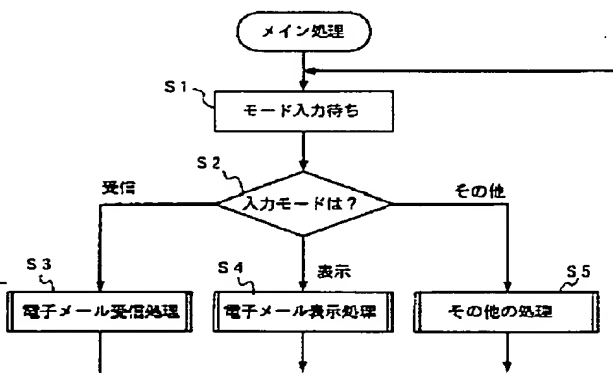 メイン処理
S1
モード入力待ち
S2
受信
入力モードは?
その他
S3
S4
表示
S5
電子メール受信処理
電子メール表示処理
その他の処理